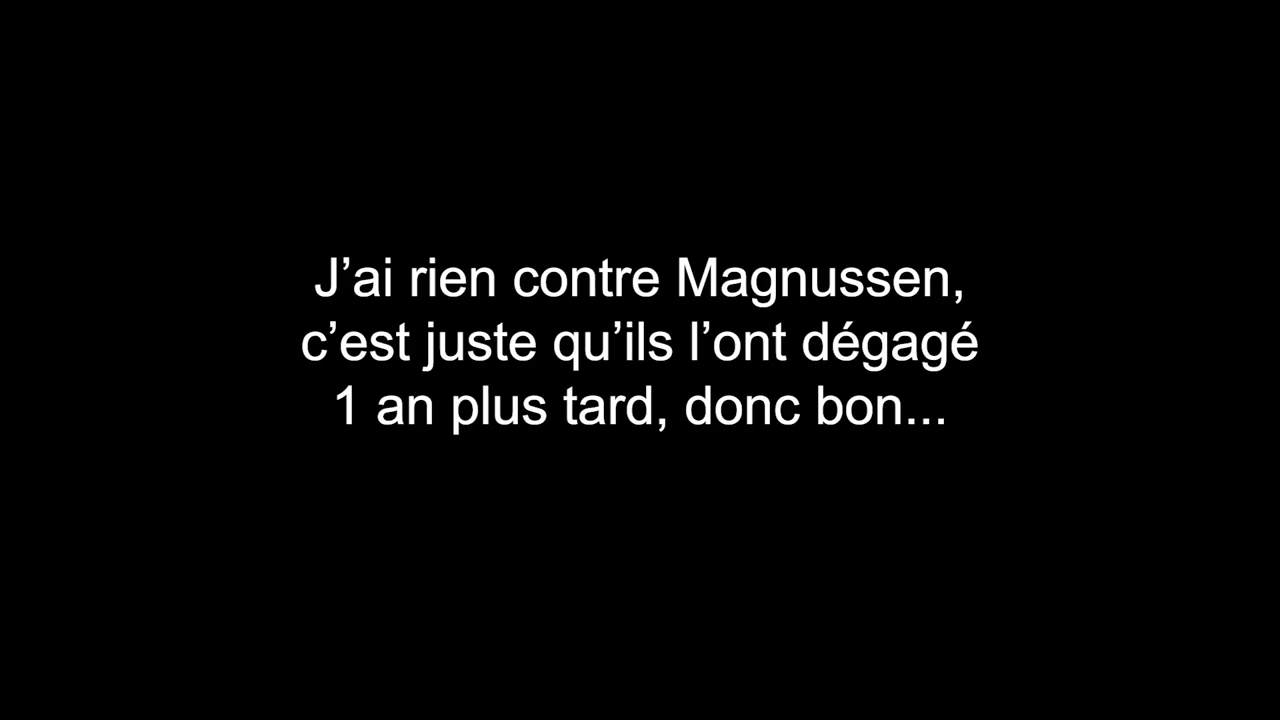 J’ai rien contre Magnussen,
c’est juste qu’ils l’ont dégagé
1 an plus tard, donc bon...